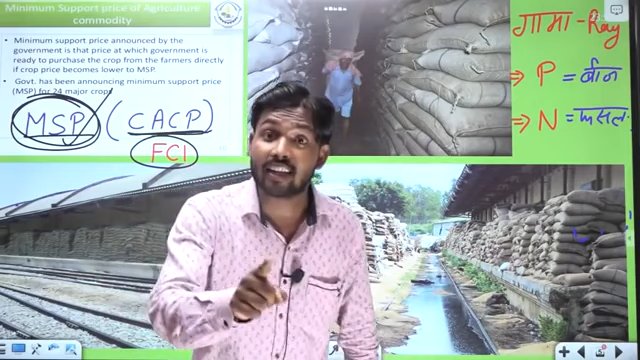 Minimum Support price of Agriculture
commodity
• Minimum support price announced by the
government is that price at which government is
ready to purchase the crop from the farmers directly
if crop price becomes lower to MSP.
• Govt. has been announcing minimum support price
(MSP) for 24 major crops
MSP (CACP)
FCI
गामा - Ray
⇒ P = बीज
⇒ N = फसल